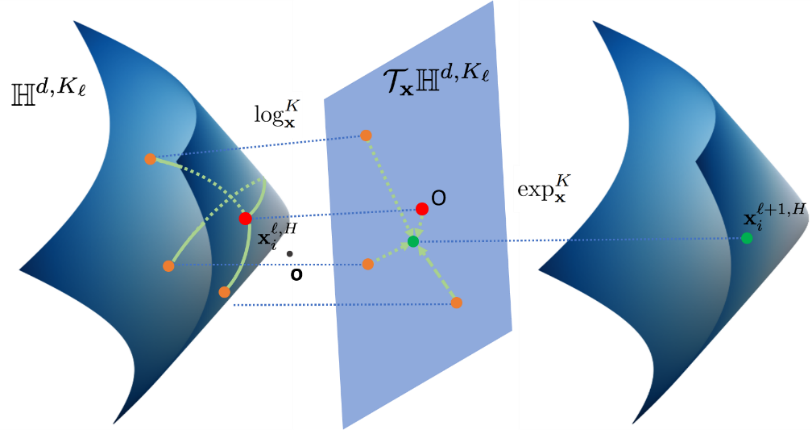 ℍ^{d,K_ℓ}
log_𝐱^K
𝒯_𝐱ℍ^{d,K_ℓ}
O
exp_𝐱^K
𝐱_i^{ℓ,H}
𝐱_i^{ℓ+1,H}
o